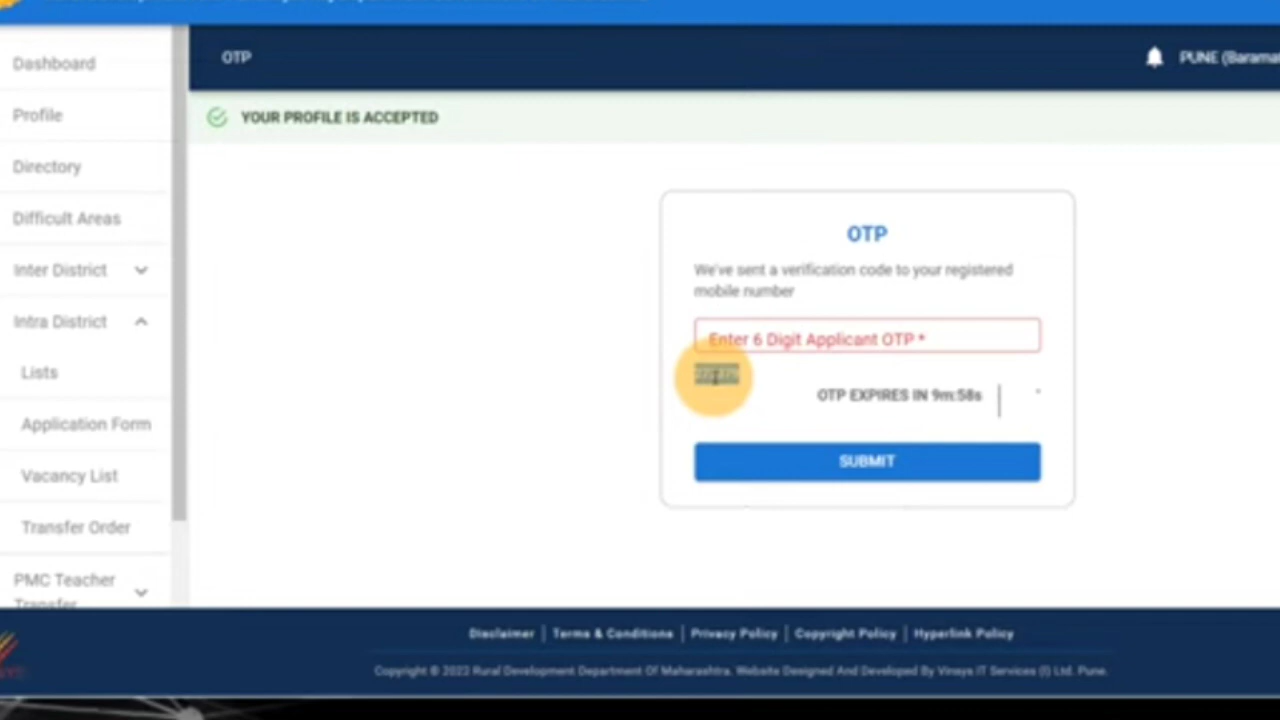 OTP
PUNE (Barama
Dashboard
Profile
Directory
Difficult Areas
Inter District
Intra District
Lists
Application Form
Vacancy List
Transfer Order
PMC Teacher
Transfer
YOUR PROFILE IS ACCEPTED
OTP
We've sent a verification code to your registered
mobile number
Enter 6 Digit Applicant OTP *
OTP EXPIRES IN 9m:58s
SUBMIT
Disclaimer | Terms & Conditions | Privacy Policy | Copyright Policy | Hyperlink Policy
Copyright © 2022 Rural Development Department Of Maharashtra. Website Designed And Developed By Vinsys IT Services (I) Ltd. Pune.